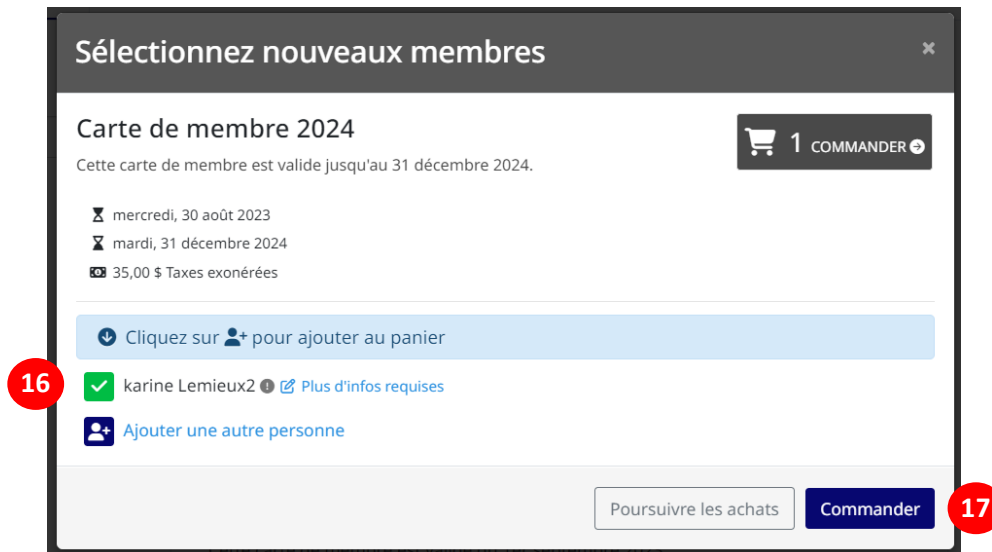 Sélectionnez nouveaux membres
×
Carte de membre 2024
Cette carte de membre est valide jusqu'au 31 décembre 2024.
1 COMMANDER
mercredi, 30 août 2023
mardi, 31 décembre 2024
35,00 $ Taxes exonérées
Cliquez sur + pour ajouter au panier
16
karine Lemieux2 Plus d'infos requises
Ajouter une autre personne
Poursuivre les achats
Commander
17